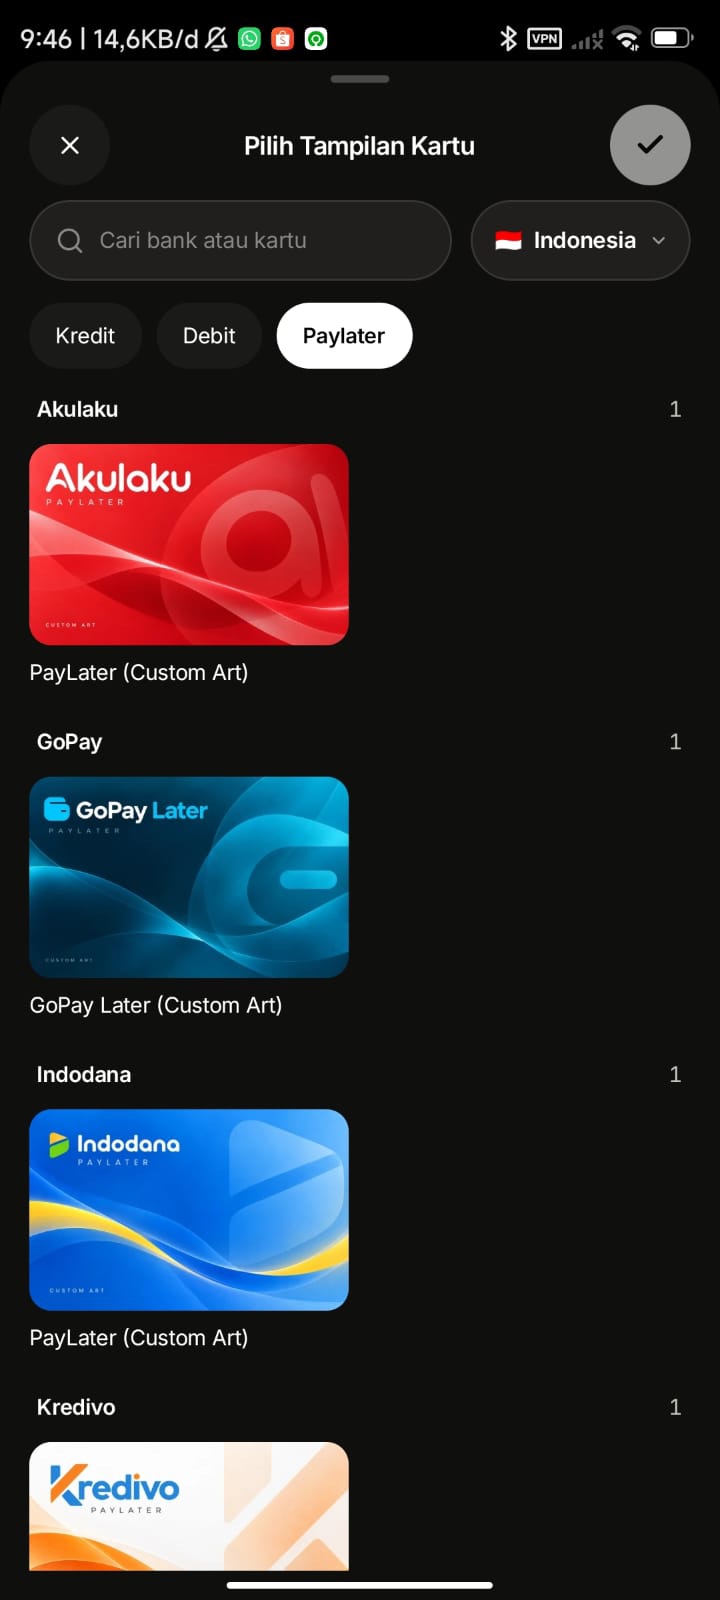 9:46 | 14,6KB/d
VPN
Pilih Tampilan Kartu
Cari bank atau kartu
Indonesia
Kredit
Debit
Paylater
Akulaku
1
Akulaku
PAYLATER
CUSTOM ART
PayLater (Custom Art)
GoPay
1
GoPay Later
PAYLATER
CUSTOM ART
GoPay Later (Custom Art)
Indodana
1
Indodana
PAYLATER
CUSTOM ART
PayLater (Custom Art)
Kredivo
1
Kredivo
PAYLATER